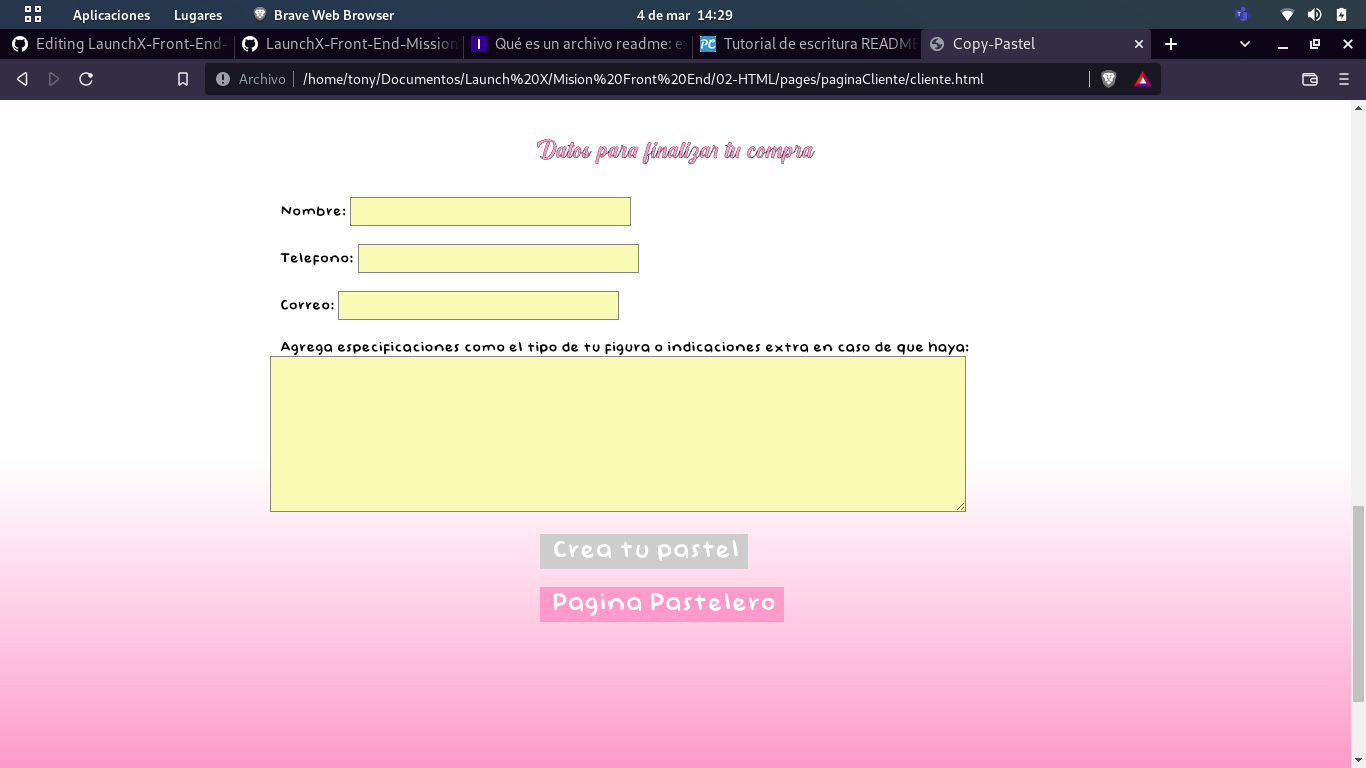 Aplicaciones Lugares Brave Web Browser 4 de mar 14:29
Editing LaunchX-Front-End- LaunchX-Front-End-Mission Qué es un archivo readme: ex Tutorial de escritura README Copy-Pastel
Archivo /home/tony/Documentos/Launch%20X/Mision%20Front%20End/02-HTML/pages/paginaCliente/cliente.html
Datos para finalizar tu compra
Nombre:
Telefono:
Correo:
Agrega especificaciones como el tipo de tu figura o indicaciones extra en caso de que haya:
Crea tu pastel
Pagina Pastelero